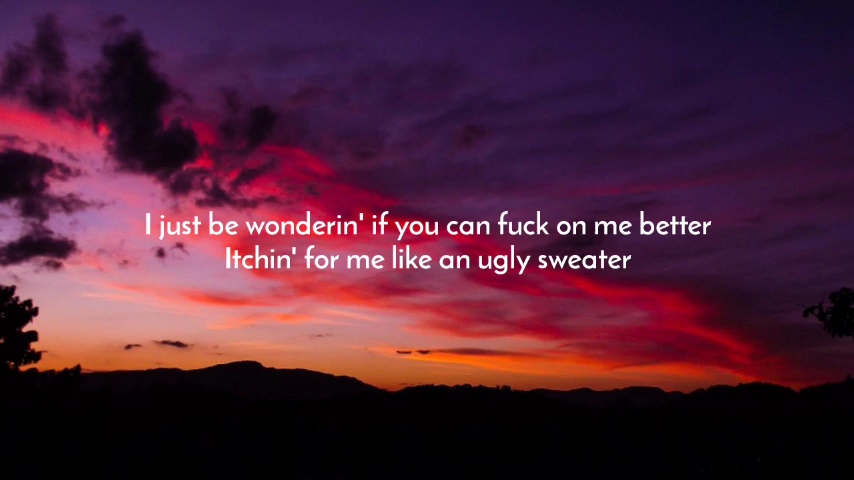 I just be wonderin' if you can fuck on me better
Itchin' for me like an ugly sweater